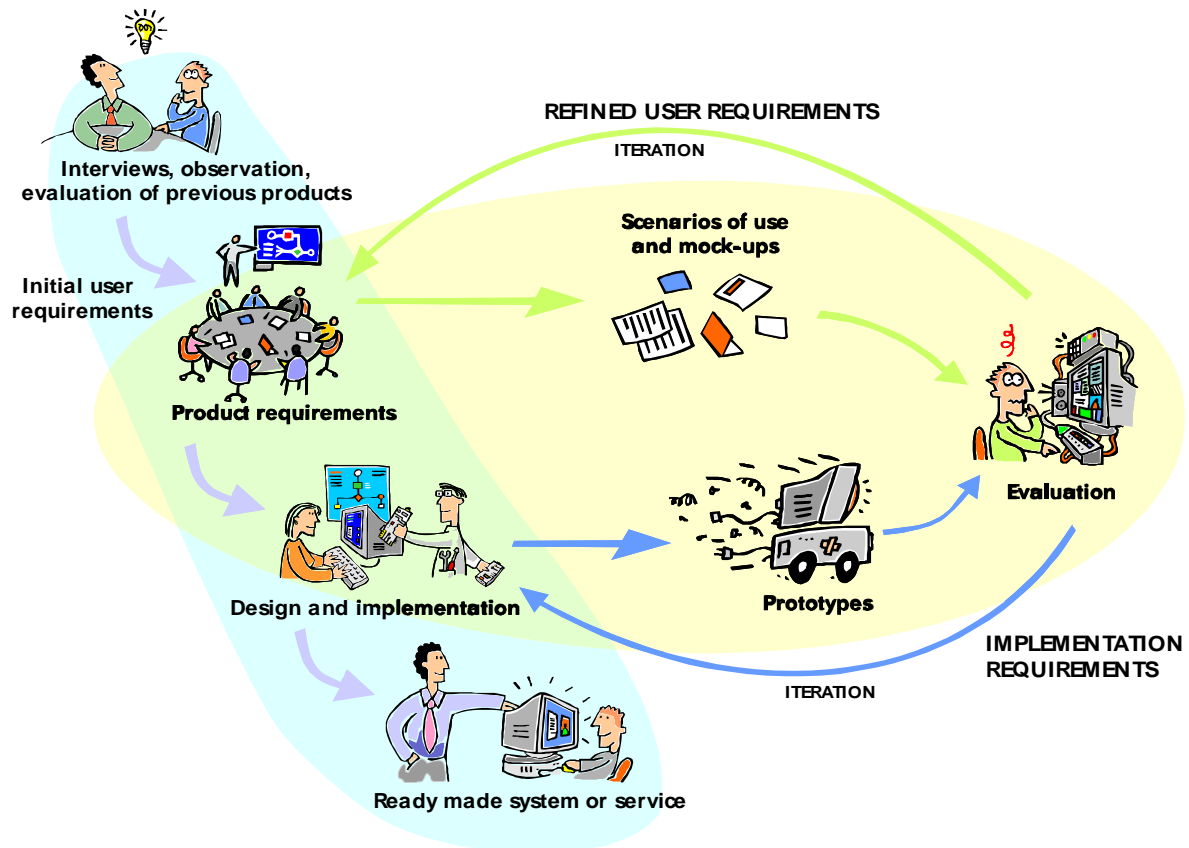 REFINED USER REQUIREMENTS
ITERATION
Interviews, observation,
evaluation of previous products
Scenarios of use
and mock-ups
Initial user
requirements
Product requirements
Evaluation
Design and implementation
Prototypes
IMPLEMENTATION
REQUIREMENTS
ITERATION
Ready made system or service